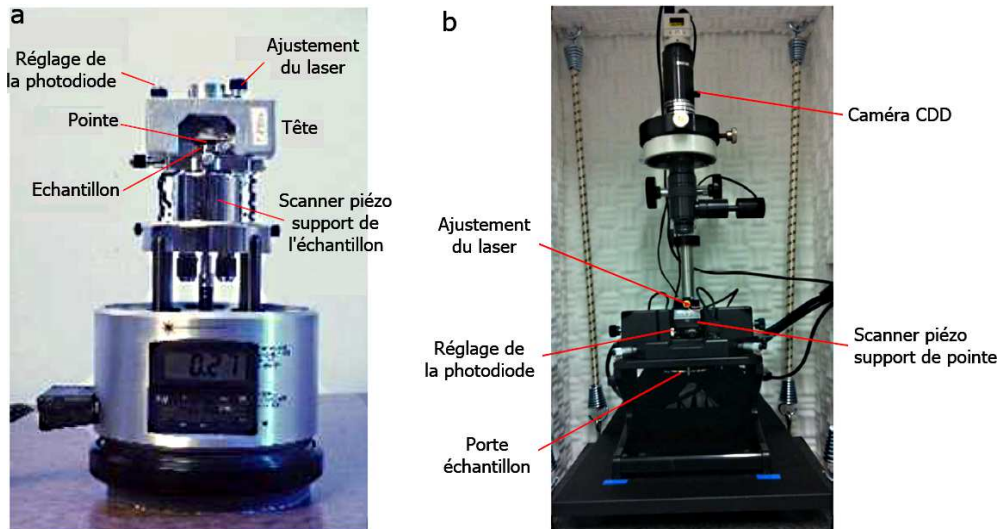 a
Réglage de
la photodiode
Ajustement
du laser
Pointe
Tête
Echantillon
Scanner piézo
support de
l'échantillon
0.27
b
Caméra CDD
Ajustement
du laser
Réglage de
la photodiode
Scanner piézo
support de pointe
Porte
échantillon